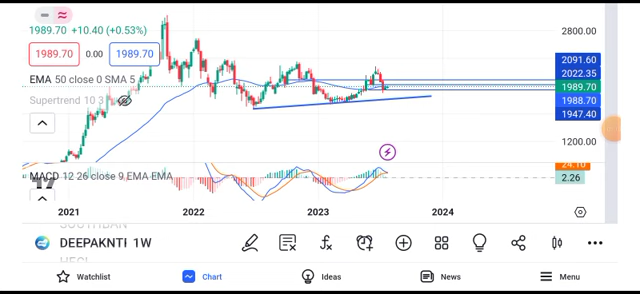 1989.70 +10.40 (+0.53%)
2800.00
1989.70 0.00 1989.70
2091.60
2022.35
EMA 50 close 0 SMA 5
1989.70
Supertrend 10 3
1988.70
1947.40
1200.00
24.10
MACD 12 26 close 9 EMA EMA
2.26
2021 2022 2023 2024
DEEPAKNTR 1W
Watchlist Chart Ideas News Menu